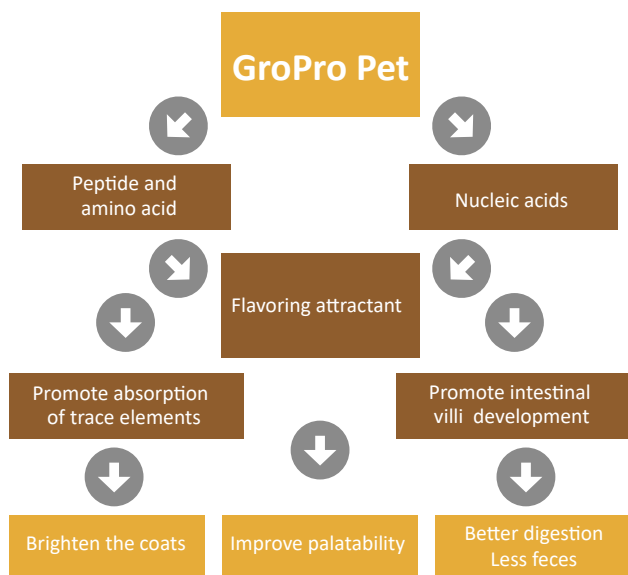 GroPro Pet
Peptide and
amino acid
Nucleic acids
Flavoring attractant
Promote absorption
of trace elements
Promote intestinal
villi development
Brighten the coats
Improve palatability
Better digestion
Less feces